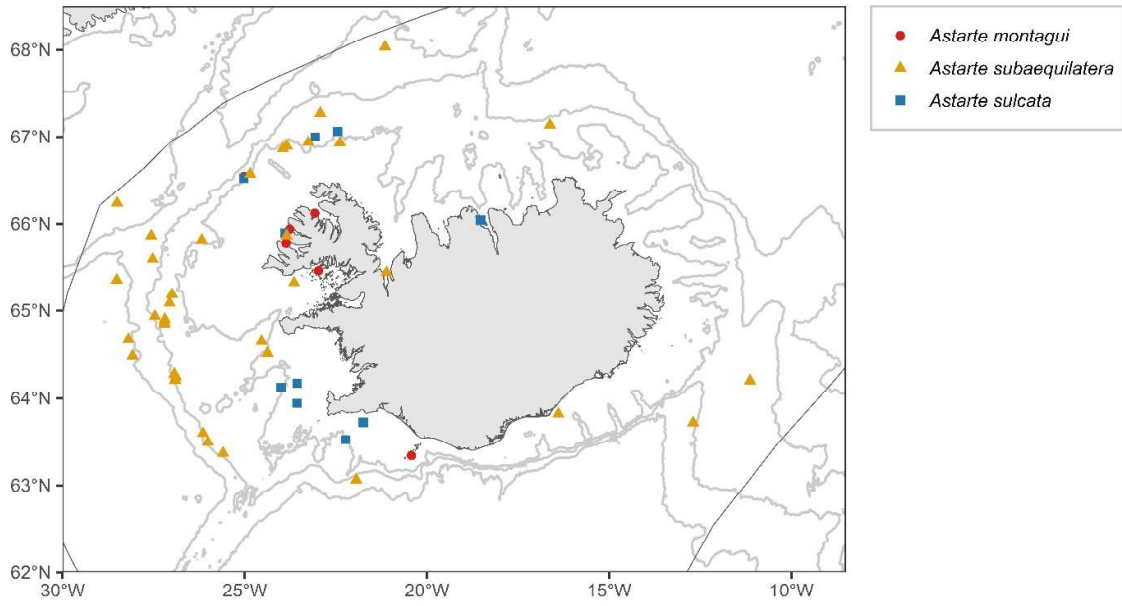 68°N
67°N
66°N
65°N
64°N
63°N
62°N
30°W 25°W 20°W 15°W 10°W
Astarte montagui
Astarte subaequilatera
Astarte sulcata